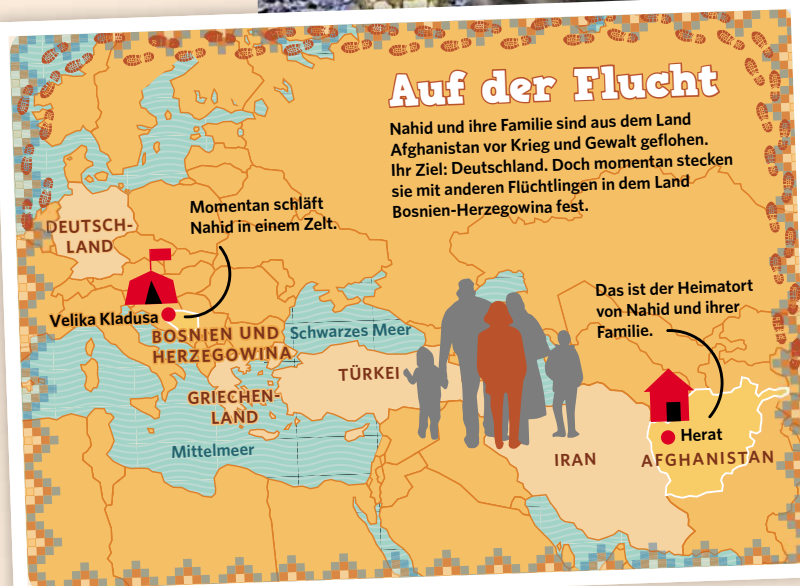 Auf der Flucht
Nahid und ihre Familie sind aus dem Land
Afghanistan vor Krieg und Gewalt geflohen.
Ihr Ziel: Deutschland. Doch momentan stecken
sie mit anderen Flüchtlingen in dem Land
Bosnien-Herzegowina fest.
Momentan schläft
Nahid in einem Zelt.
DEUTSCH-
LAND
Velika Kladusa
BOSNIEN UND
HERZEGOWINA
Schwarzes Meer
TÜRKEI
GRIECHEN-
LAND
Mittelmeer
Das ist der Heimatort
von Nahid und ihrer
Familie.
Herat
IRAN
AFGHANISTAN